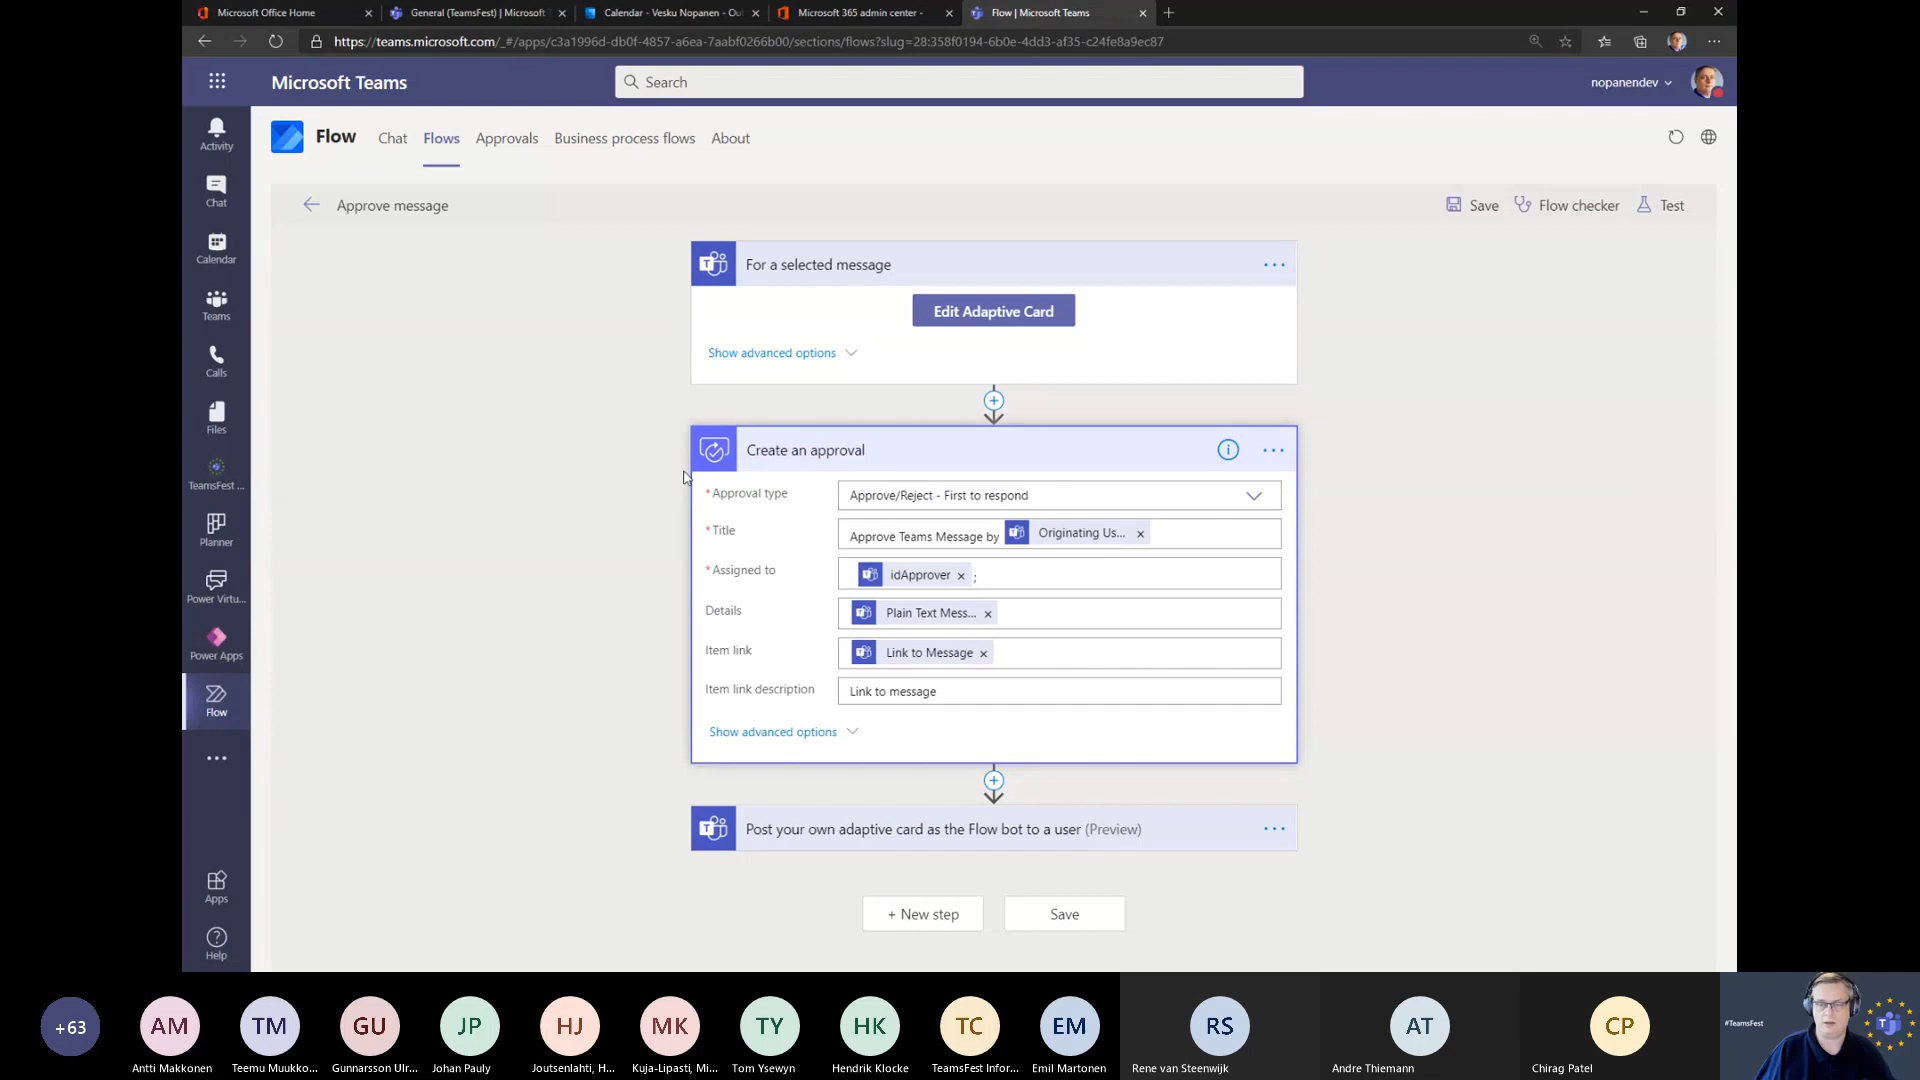 Microsoft Office Home
General (TeamsFest) | Microsoft
Calendar - Vesku Nopanen - Ou
Microsoft 365 admin center -
Flow | Microsoft Teams
https://teams.microsoft.com/_#/apps/c3a1996d-db0f-4857-a6ea-7aabf0266b00/sections/flows?slug=28:358f0194-6b0e-4dd3-af35-c24fe8a9ec87
Microsoft Teams
Search
nopanendev
Activity
Chat
Calendar
Teams
Calls
Files
TeamsFest ...
Planner
Power Virtu...
Power Apps
Flow
Apps
Help
Flow
Chat
Flows
Approvals
Business process flows
About
Approve message
Save
Flow checker
Test
For a selected message
Edit Adaptive Card
Show advanced options
Create an approval
* Approval type
Approve/Reject - First to respond
* Title
Approve Teams Message by Originating Us... ×
* Assigned to
idApprover × ;
Details
Plain Text Mess... ×
Item link
Link to Message ×
Item link description
Link to message
Show advanced options
Post your own adaptive card as the Flow bot to a user (Preview)
+ New step
Save
+63
AM
TM
GU
JP
HJ
MK
TY
HK
TC
EM
RS
AT
CP
#TeamsFest
Antti Makkonen
Teemu Muukko...
Gunnarsson Ulr...
Johan Pauly
Joutsenlahti, H...
Kuja-Lipasti, Mi...
Tom Ysewyn
Hendrik Klocke
TeamsFest Infor...
Emil Martonen
Rene van Steenwijk
Andre Thiemann
Chirag Patel